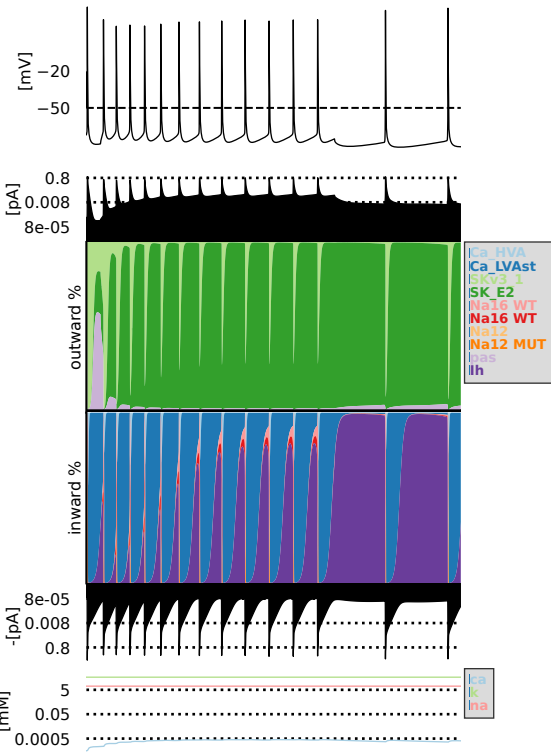 [mV]
−20
−50
[pA]
0.8
0.008
8e-05
outward %
Ca_HVA
Ca_LVAst
SKv3_1
SK_E2
Na16 WT
Na16 WT
Na12
Na12 MUT
pas
Ih
inward %
-[pA]
8e-05
0.008
0.8
[mM]
5
0.05
0.0005
ca
k
na